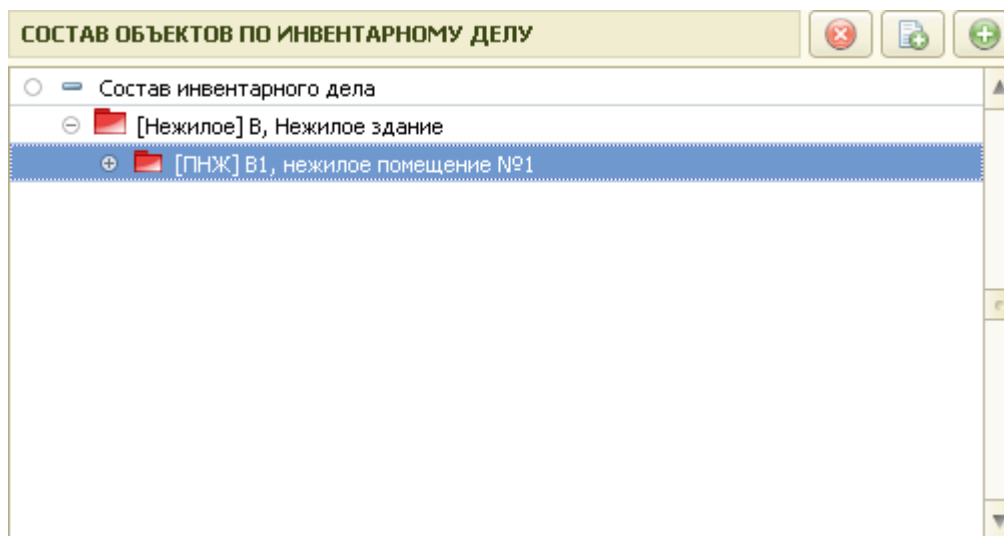 СОСТАВ ОБЪЕКТОВ ПО ИНВЕНТАРНОМУ ДЕЛУ
Состав инвентарного дела
[Нежилое] В, Нежилое здание
[ПНЖ] В1, нежилое помещение №1